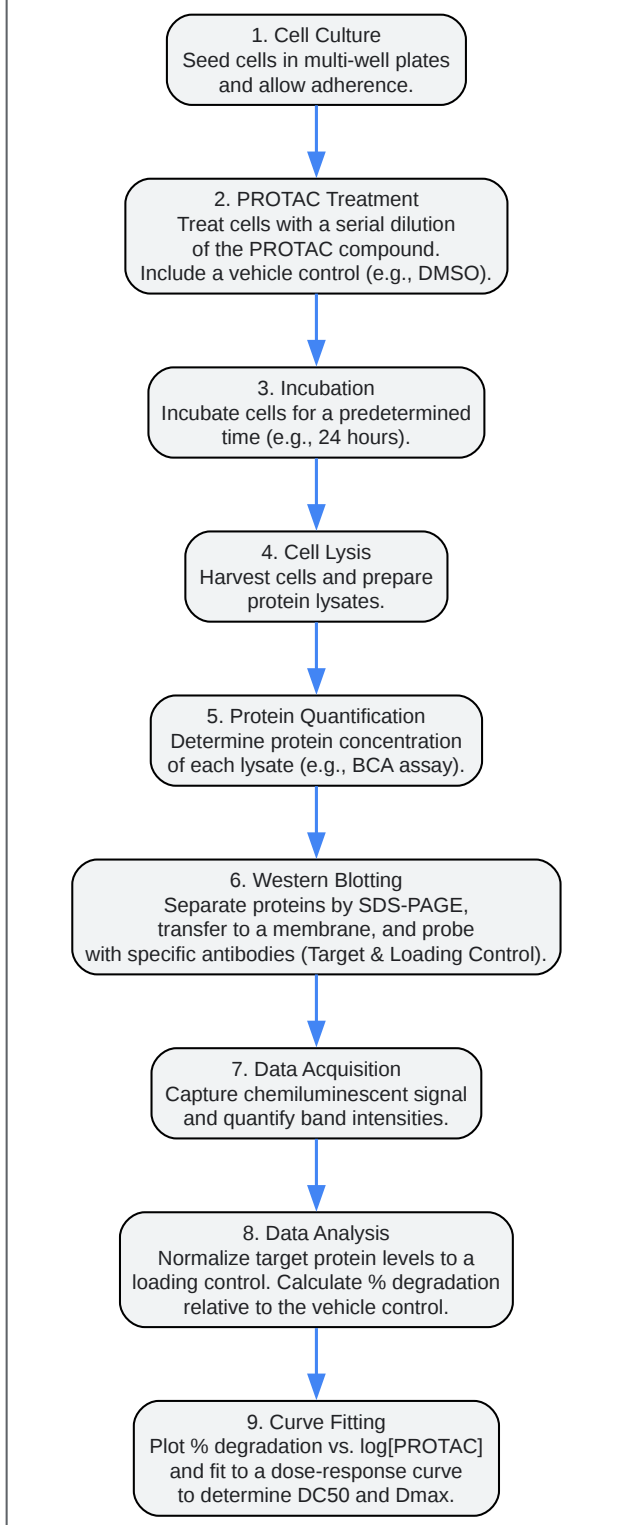 1. Cell Culture
Seed cells in multi-well plates
and allow adherence.
2. PROTAC Treatment
Treat cells with a serial dilution
of the PROTAC compound.
Include a vehicle control (e.g., DMSO).
3. Incubation
Incubate cells for a predetermined
time (e.g., 24 hours).
4. Cell Lysis
Harvest cells and prepare
protein lysates.
5. Protein Quantification
Determine protein concentration
of each lysate (e.g., BCA assay).
6. Western Blotting
Separate proteins by SDS-PAGE,
transfer to a membrane, and probe
with specific antibodies (Target & Loading Control).
7. Data Acquisition
Capture chemiluminescent signal
and quantify band intensities.
8. Data Analysis
Normalize target protein levels to a
loading control. Calculate % degradation
relative to the vehicle control.
9. Curve Fitting
Plot % degradation vs. log[PROTAC]
and fit to a dose-response curve
to determine DC50 and Dmax.